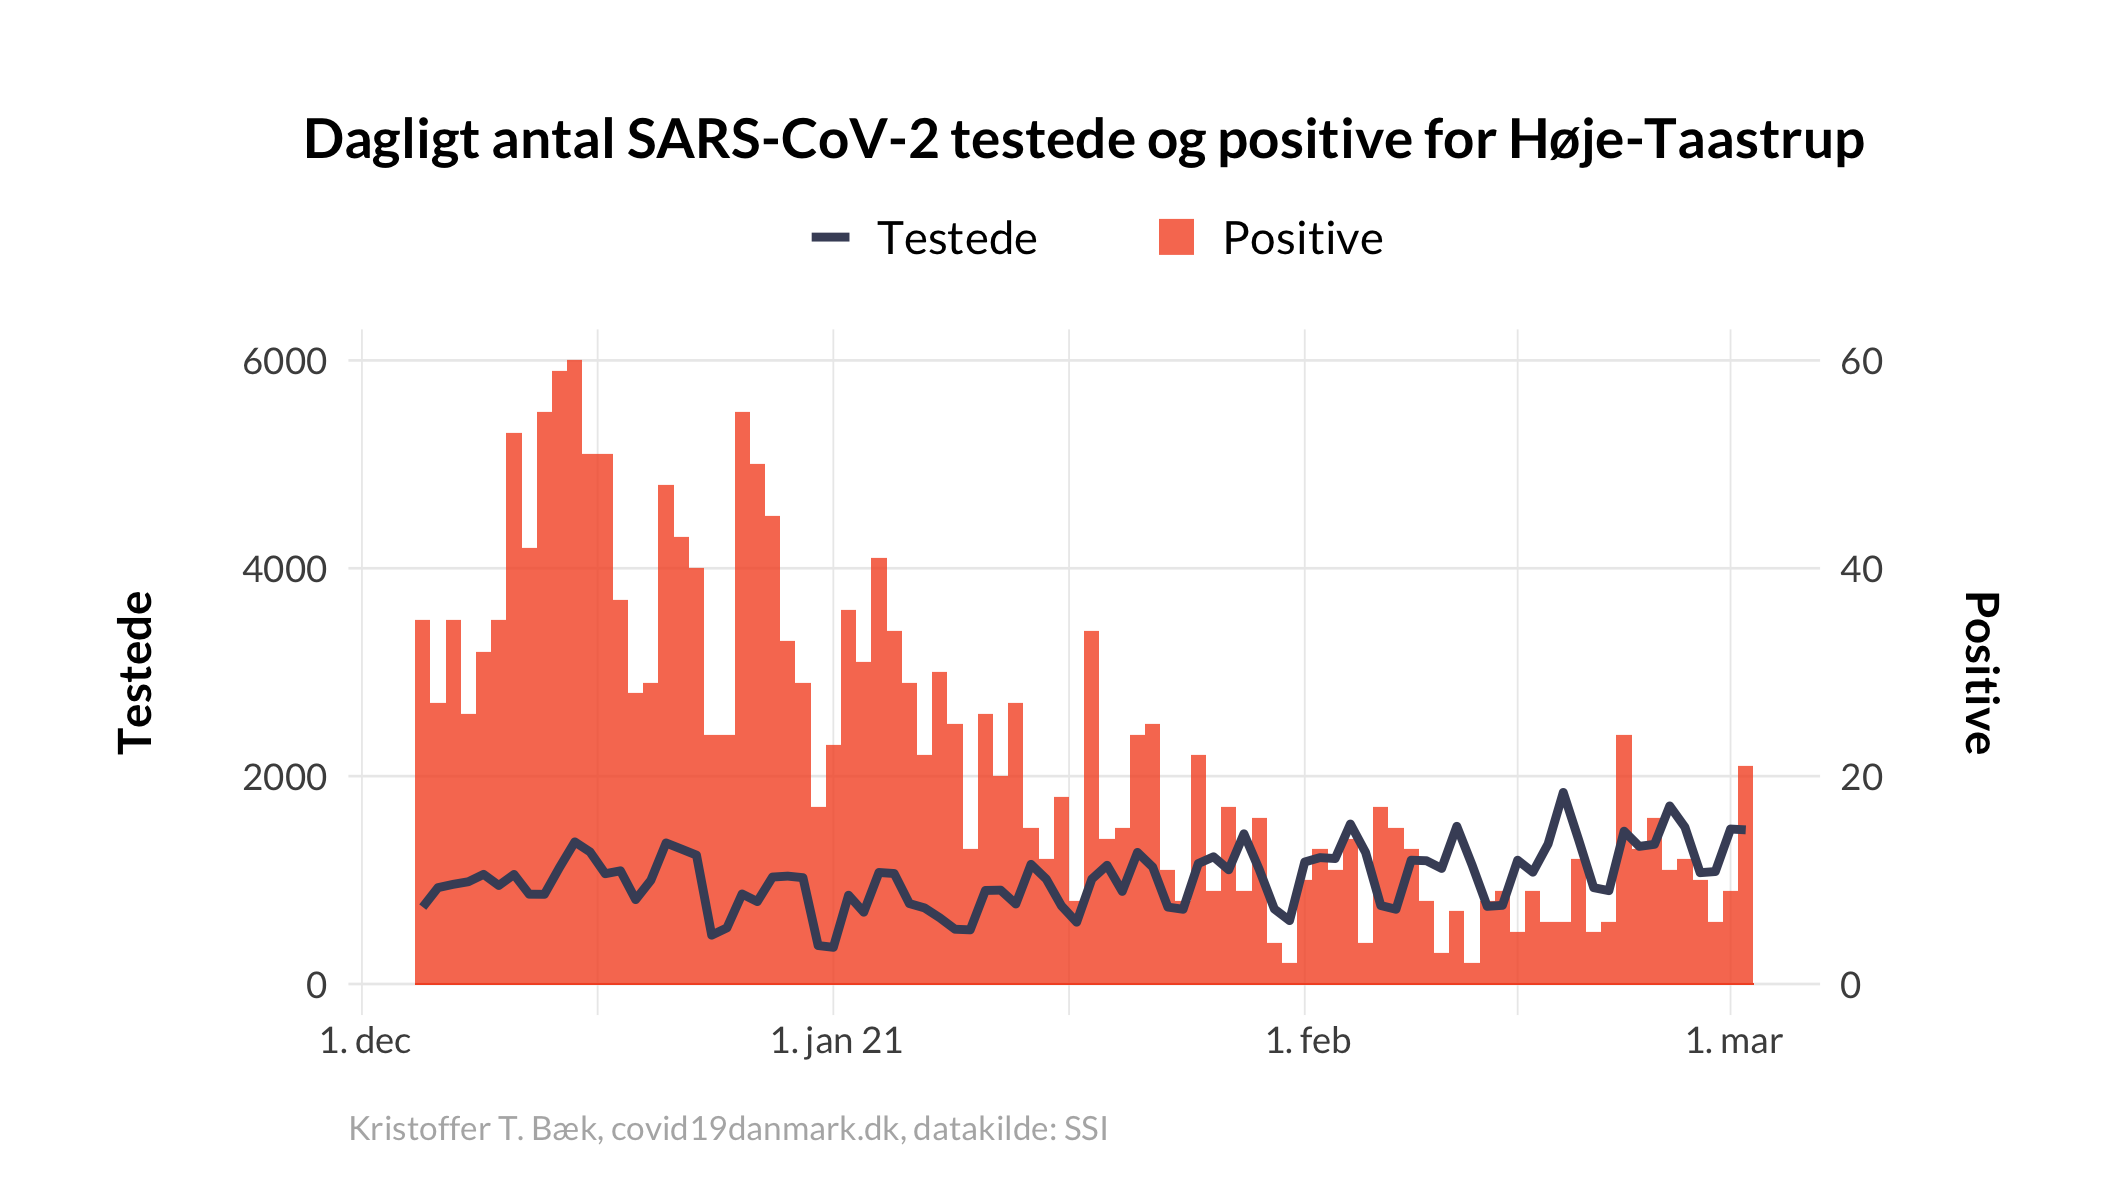 Dagligt antal SARS-CoV-2 testede og positive for Høje-Taastrup
Testede Positive
6000 60
4000 40
2000 20
0 0
Testede
Positive
1. dec 1. jan 21 1. feb 1. mar
Kristoffer T. Bæk, covid19danmark.dk, datakilde: SSI